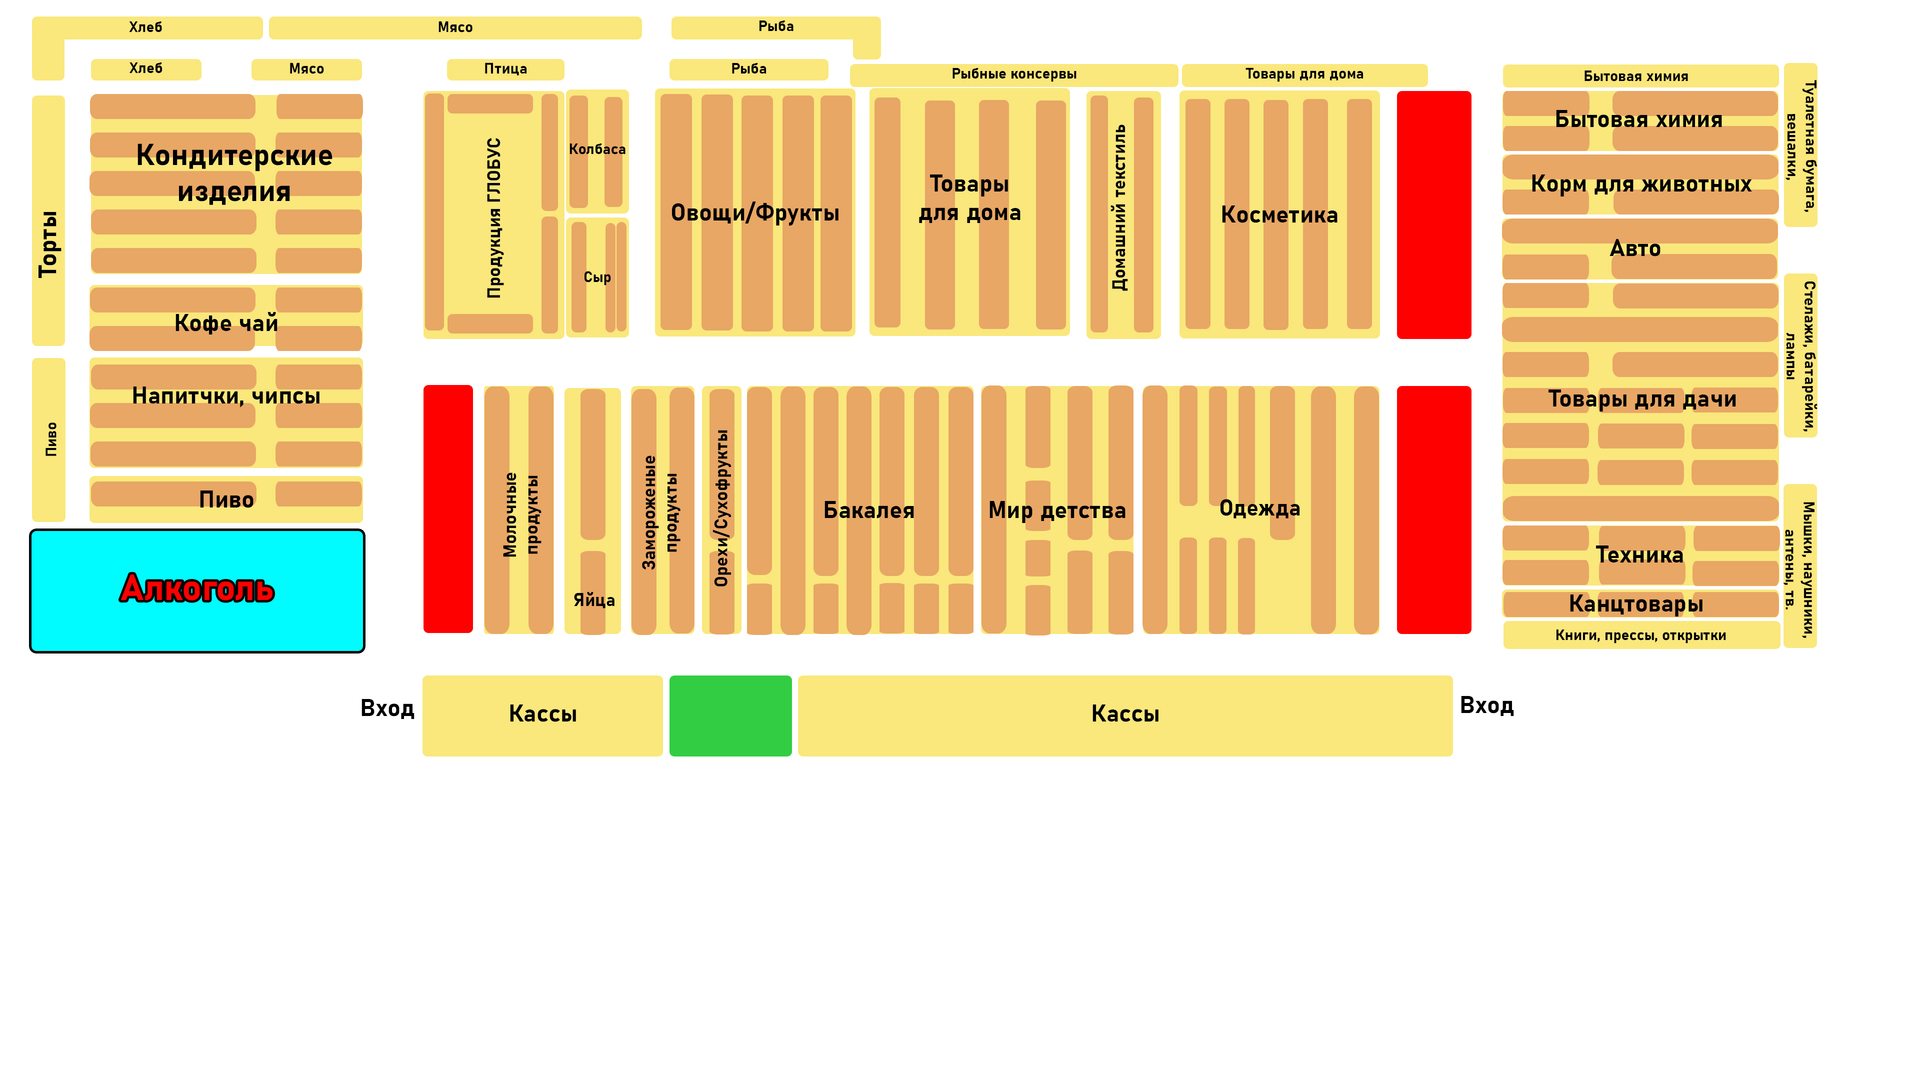 Хлеб
Мясо
Рыба
Хлеб
Мясо
Птица
Рыба
Рыбные консервы
Товары для дома
Бытовая химия
Туалетная бумага,
вешалки,
Торты
Кондитерские
изделия
Продукция ГЛОБУС
Колбаса
Сыр
Овощи/Фрукты
Товары
для дома
Домашний текстиль
Косметика
Бытовая химия
Корм для животных
Авто
Стелажи, батарейки,
лампы
Кофе чай
Напитчки, чипсы
Пиво
Пиво
Товары для дачи
Молочные
продукты
Яйца
Замороженые
продукты
Орехи/Сухофрукты
Бакалея
Мир детства
Одежда
Мышки, наушники,
антены, тв.
Техника
Канцтовары
Книги, прессы, открытки
Алкоголь
Вход
Кассы
Кассы
Вход